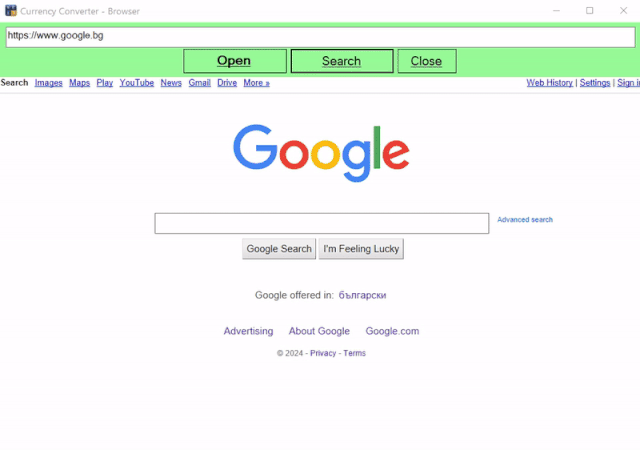 Currency Converter - Browser
https://www.google.bg
Open Search Close
Search Images Maps Play YouTube News Gmail Drive More » Web History | Settings | Sign i
Google
Advanced search
Google Search I'm Feeling Lucky
Google offered in: български
Advertising About Google Google.com
© 2024 - Privacy - Terms